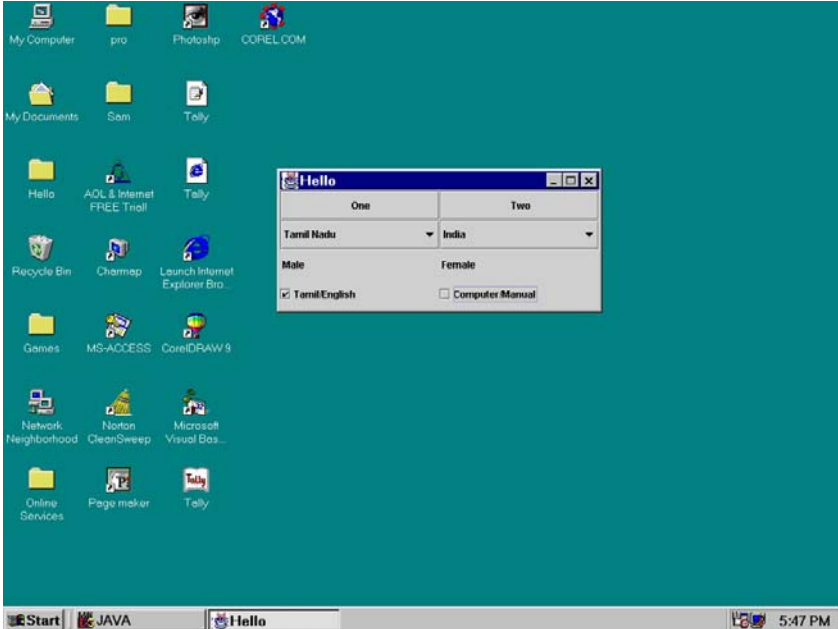 My Computer
pro
Photoshp
COREL.COM
My Documents
Sam
Tally
Hello
AOL & Internet
FREE Triall
Tally
Recycle Bin
Charmap
Launch Internet
Explorer Bro...
Games
MS-ACCESS
CorelDRAW 9
Network
Neighborhood
Norton
CleanSweep
Microsoft
Visual Bas...
Online
Services
Page maker
Tally
Tally
Hello
One
Two
Tamil Nadu
India
Male
Female
Tamil/English
Computer/Manual
Start
JAVA
Hello
5:47 PM